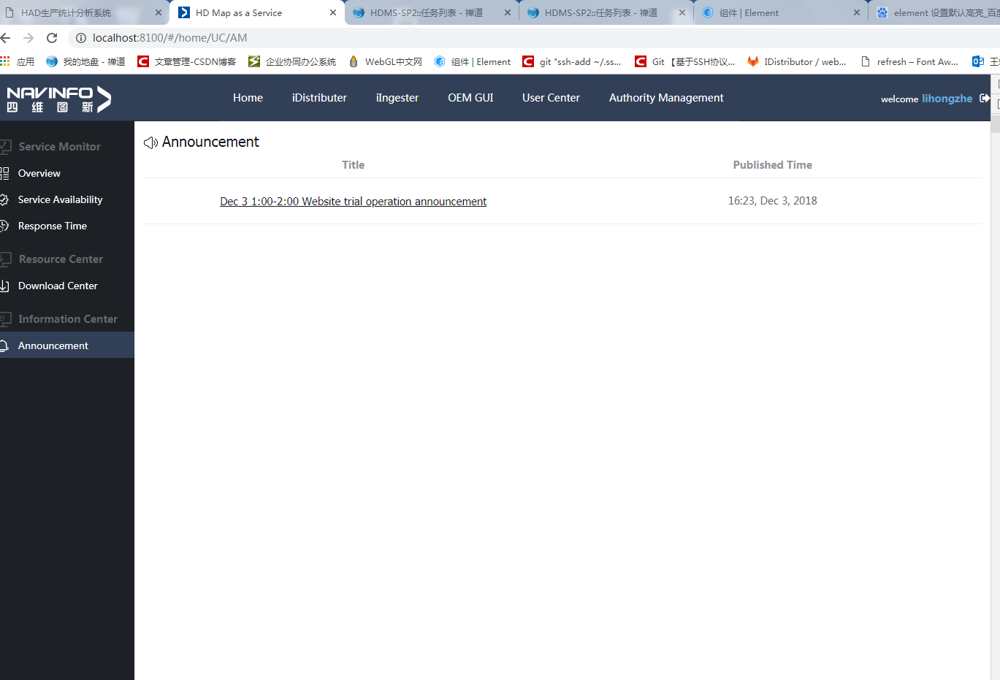 HAD生产统计分析系统
HD Map as a Service
HDMS-SP2::任务列表 - 禅道
HDMS-SP2::任务列表 - 禅道
组件 | Element
element 设置默认高亮_百
localhost:8100/#/home/UC/AM
应用
我的地盘 - 禅道
文章管理-CSDN博客
企业协同办公系统
WebGL中文网
组件 | Element
git "ssh-add ~/.ss...
Git 【基于SSH协议...
IDistributor / web...
refresh – Font Aw...
NAVINFO
四维图新
Home
iDistributer
iIngester
OEM GUI
User Center
Authority Management
welcome lihongzhe
Service Monitor
Overview
Service Availability
Response Time
Resource Center
Download Center
Information Center
Announcement
Announcement
Title
Published Time
Dec 3 1:00-2:00 Website trial operation announcement
16:23, Dec 3, 2018